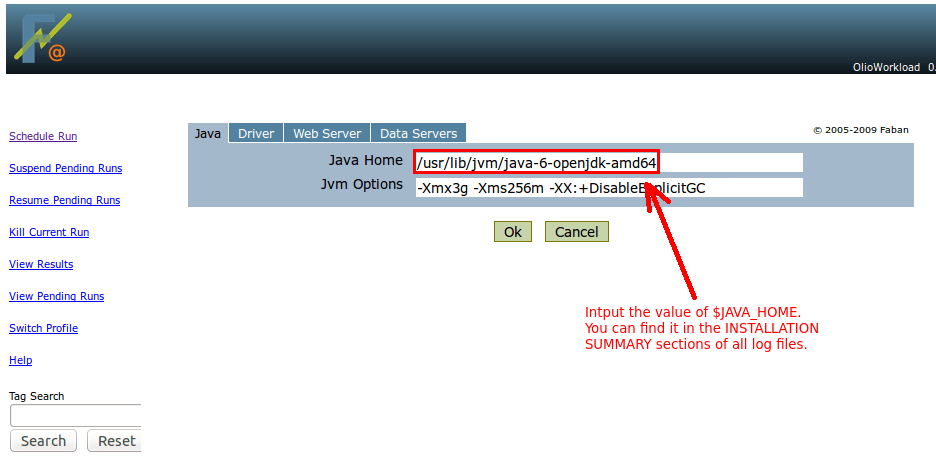 F@
OlioWorkload 0.
Java Driver Web Server Data Servers
© 2005-2009 Faban
Java Home /usr/lib/jvm/java-6-openjdk-amd64
Jvm Options -Xmx3g -Xms256m -XX:+DisableExplicitGC
Ok Cancel
Schedule Run
Suspend Pending Runs
Resume Pending Runs
Kill Current Run
View Results
View Pending Runs
Switch Profile
Help
Tag Search
Search Reset
Intput the value of $JAVA_HOME.
You can find it in the INSTALLATION
SUMMARY sections of all log files.